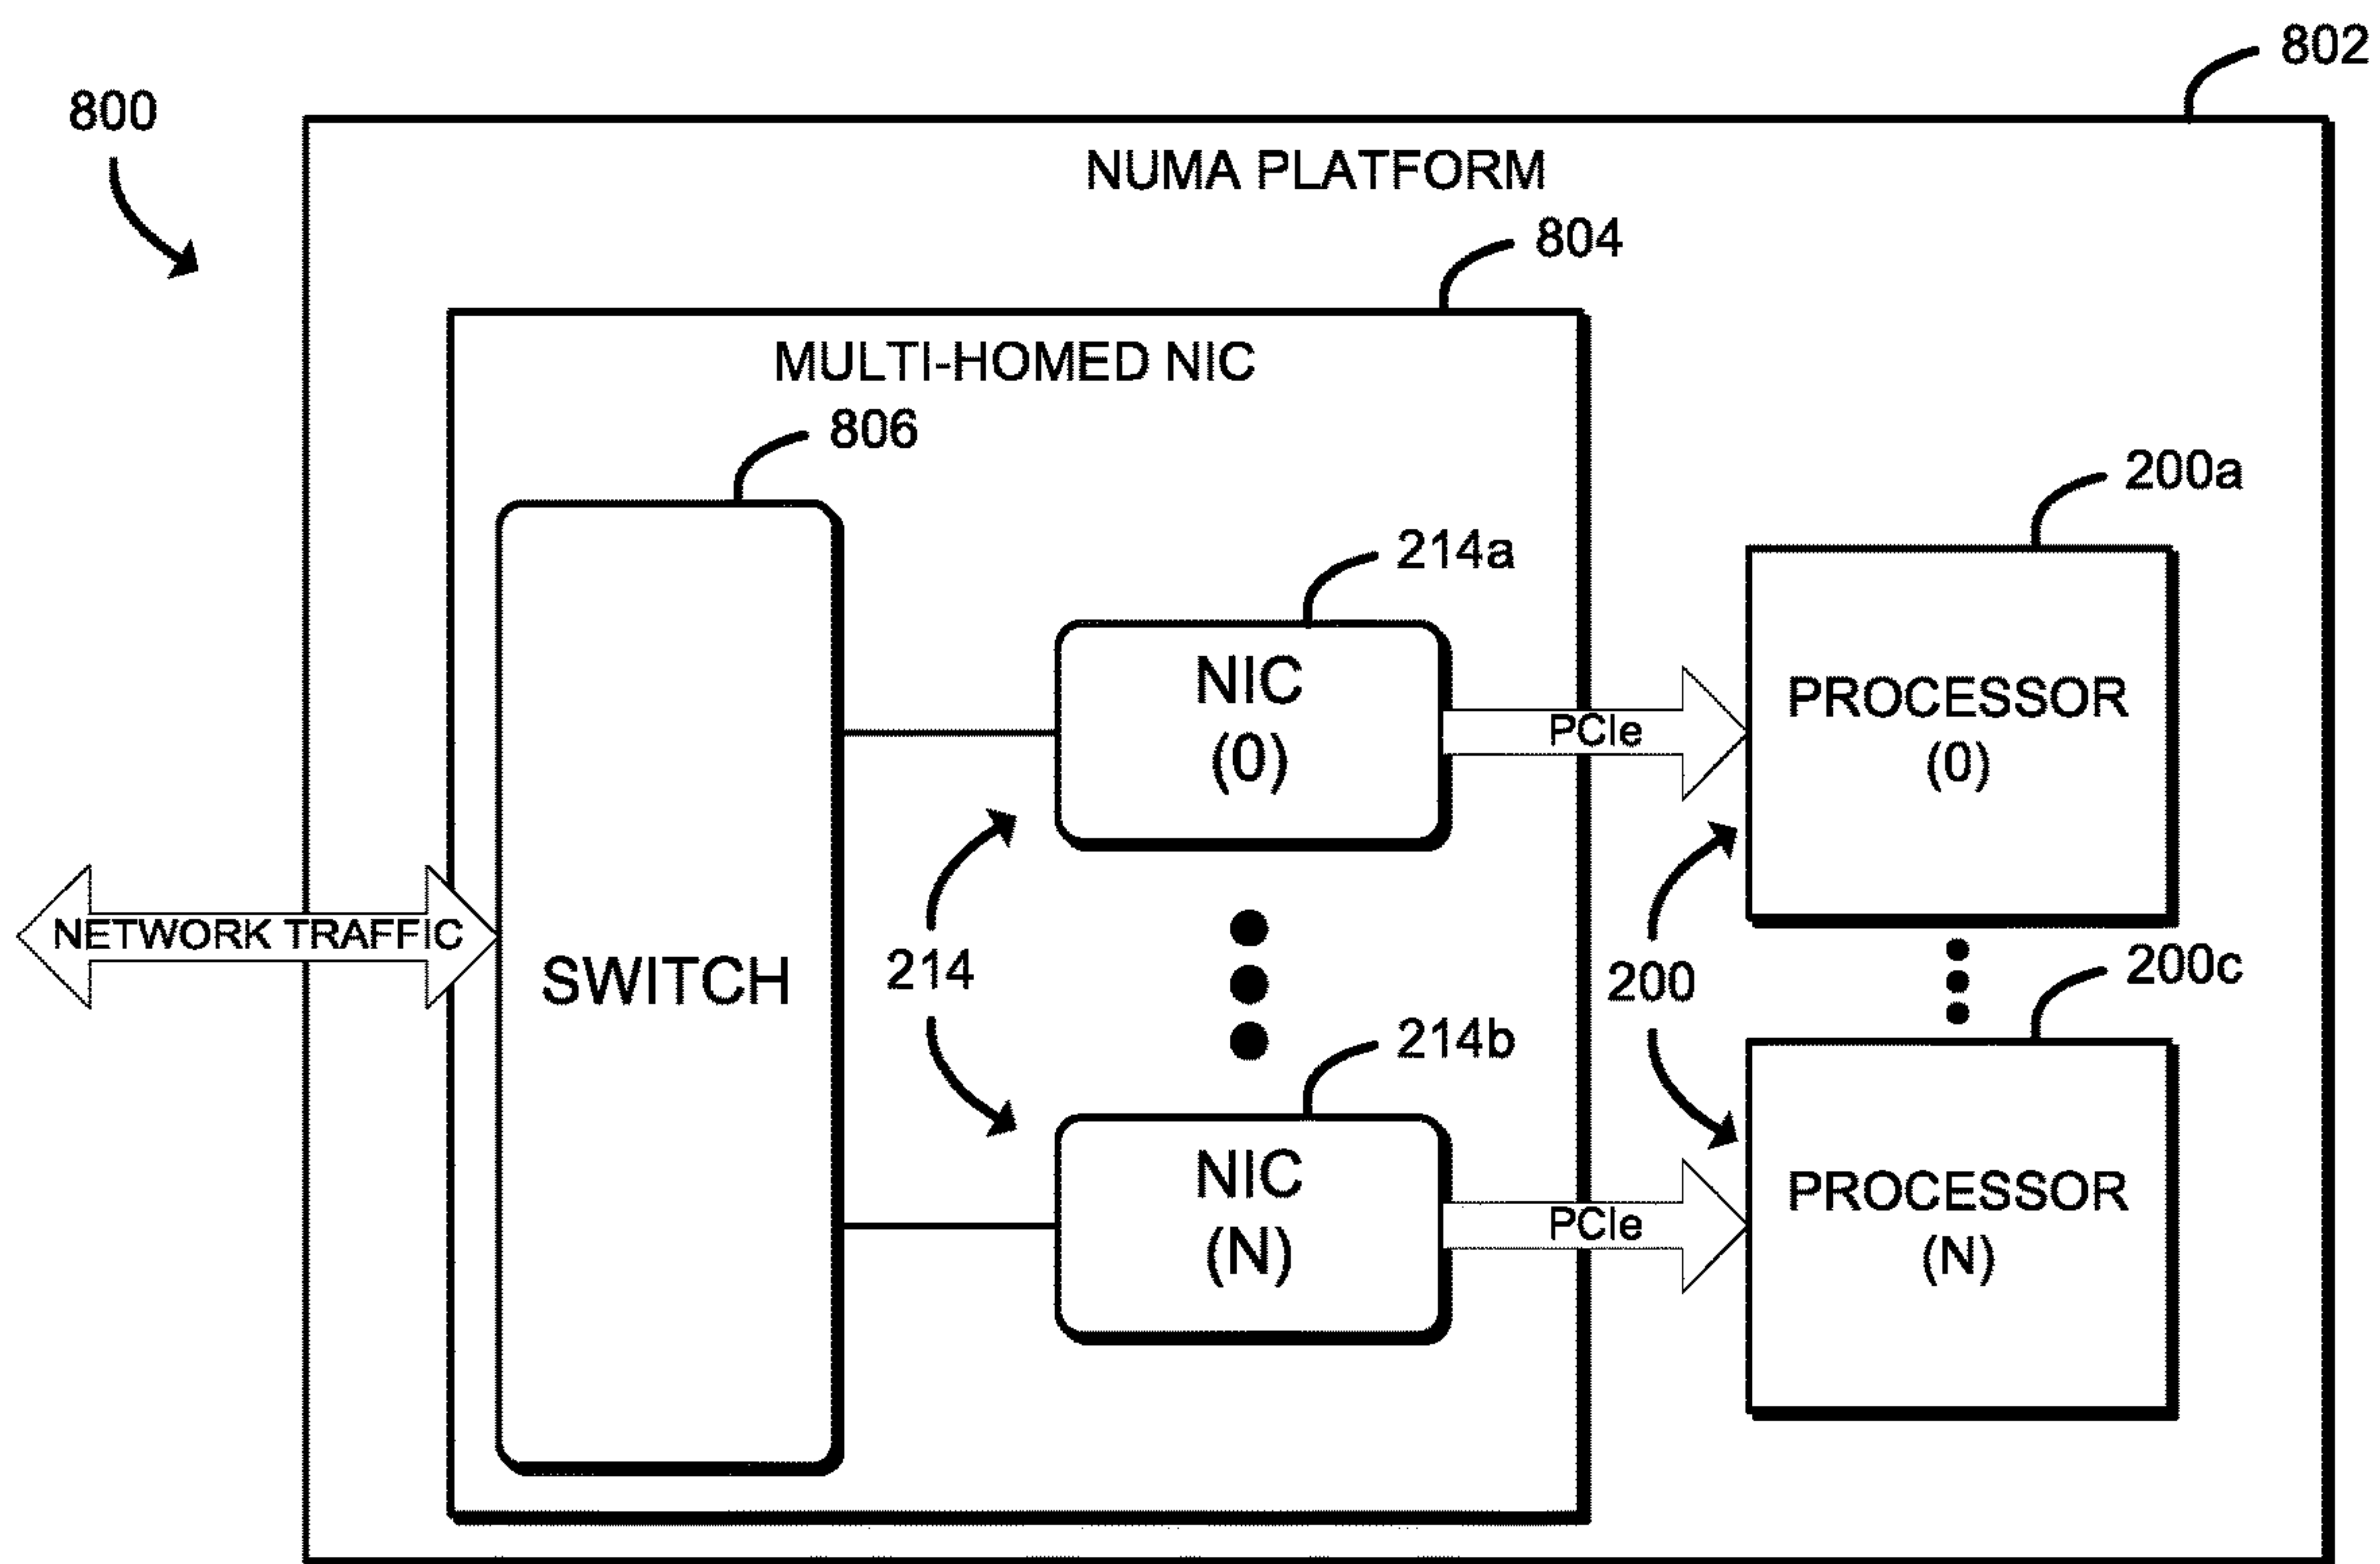 802
800
NUMA PLATFORM
804
MULTI-HOMED NIC
806
200a
214a
NIC
(0)
PCIe
PROCESSOR
(0)
NETWORK TRAFFIC
SWITCH
214
200
200c
214b
NIC
(N)
PCIe
PROCESSOR
(N)